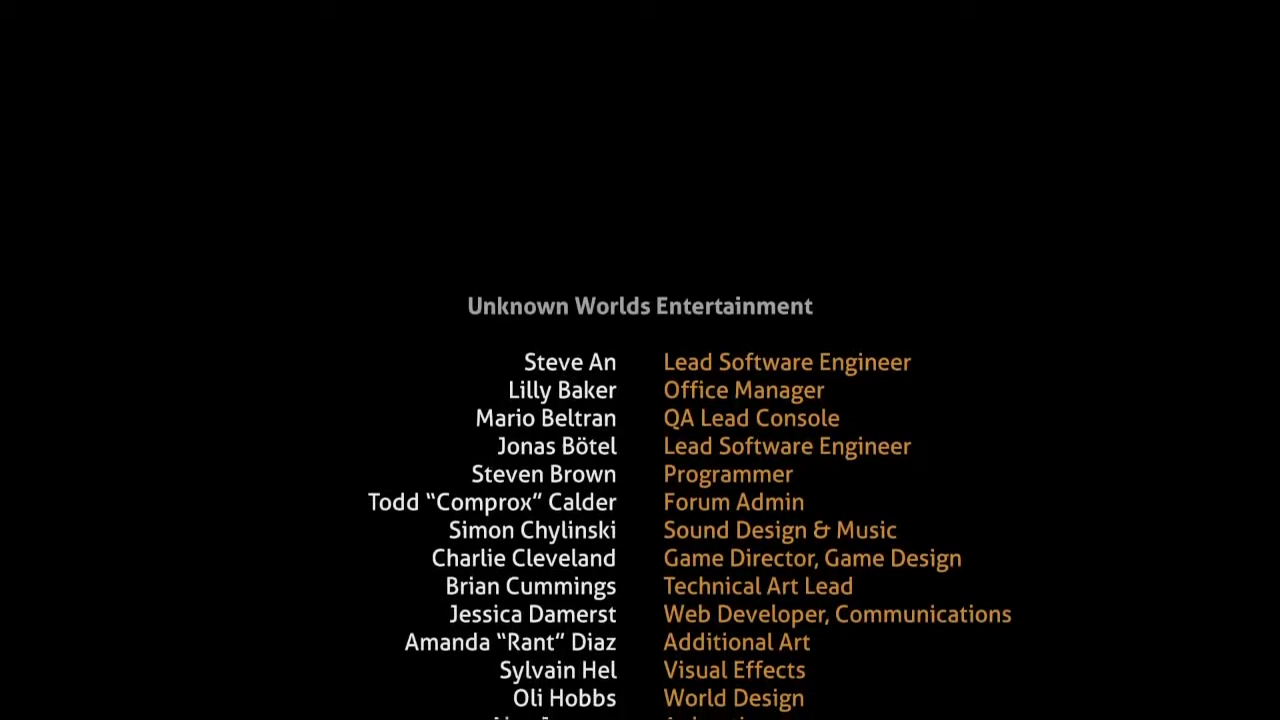 Unknown Worlds Entertainment
Steve An Lead Software Engineer
Lilly Baker Office Manager
Mario Beltran QA Lead Console
Jonas Bötel Lead Software Engineer
Steven Brown Programmer
Todd “Comprox” Calder Forum Admin
Simon Chylinski Sound Design & Music
Charlie Cleveland Game Director, Game Design
Brian Cummings Technical Art Lead
Jessica Damerst Web Developer, Communications
Amanda “Rant” Diaz Additional Art
Sylvain Hel Visual Effects
Oli Hobbs World Design